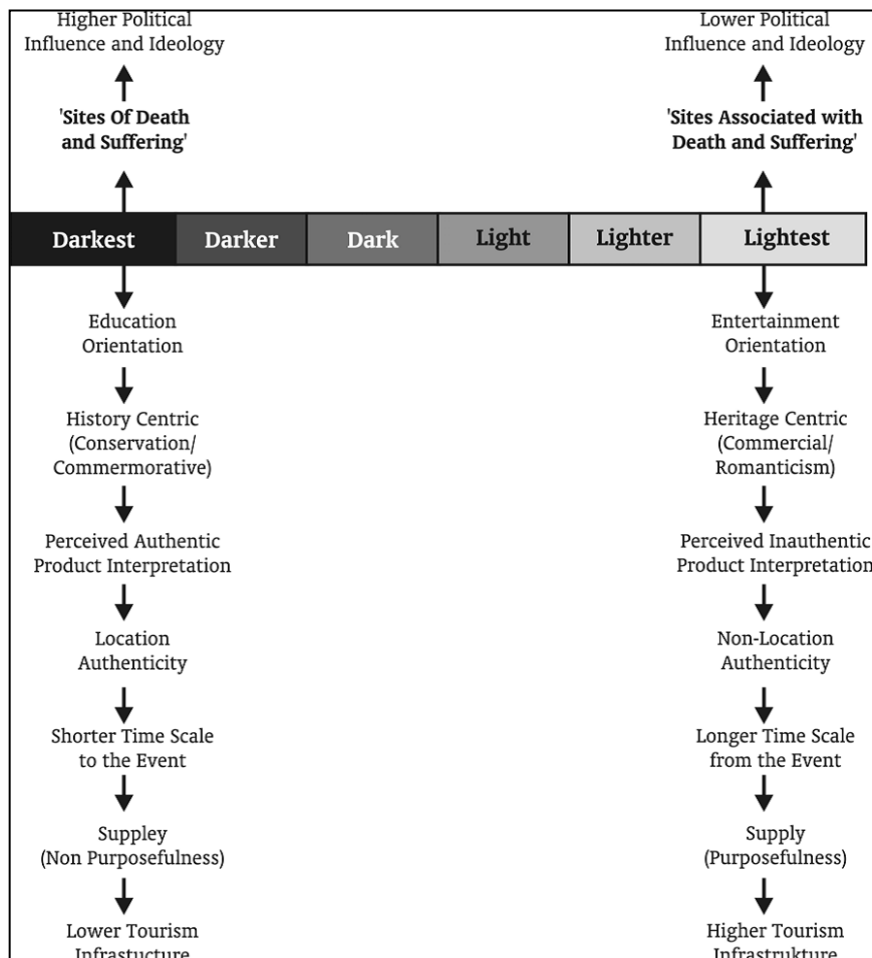 Higher Political
Influence and Ideology
Lower Political
Influence and Ideology
'Sites Of Death
and Suffering'
'Sites Associated with
Death and Suffering'
Darkest
Darker
Dark
Light
Lighter
Lightest
Education
Orientation
Entertainment
Orientation
History Centric
(Conservation/
Commermorative)
Heritage Centric
(Commercial/
Romanticism)
Perceived Authentic
Product Interpretation
Perceived Inauthentic
Product Interpretation
Location
Authenticity
Non-Location
Authenticity
Shorter Time Scale
to the Event
Longer Time Scale
from the Event
Suppley
(Non Purposefulness)
Supply
(Purposefulness)
Lower Tourism
Infrastucture
Higher Tourism
Infrastrukture